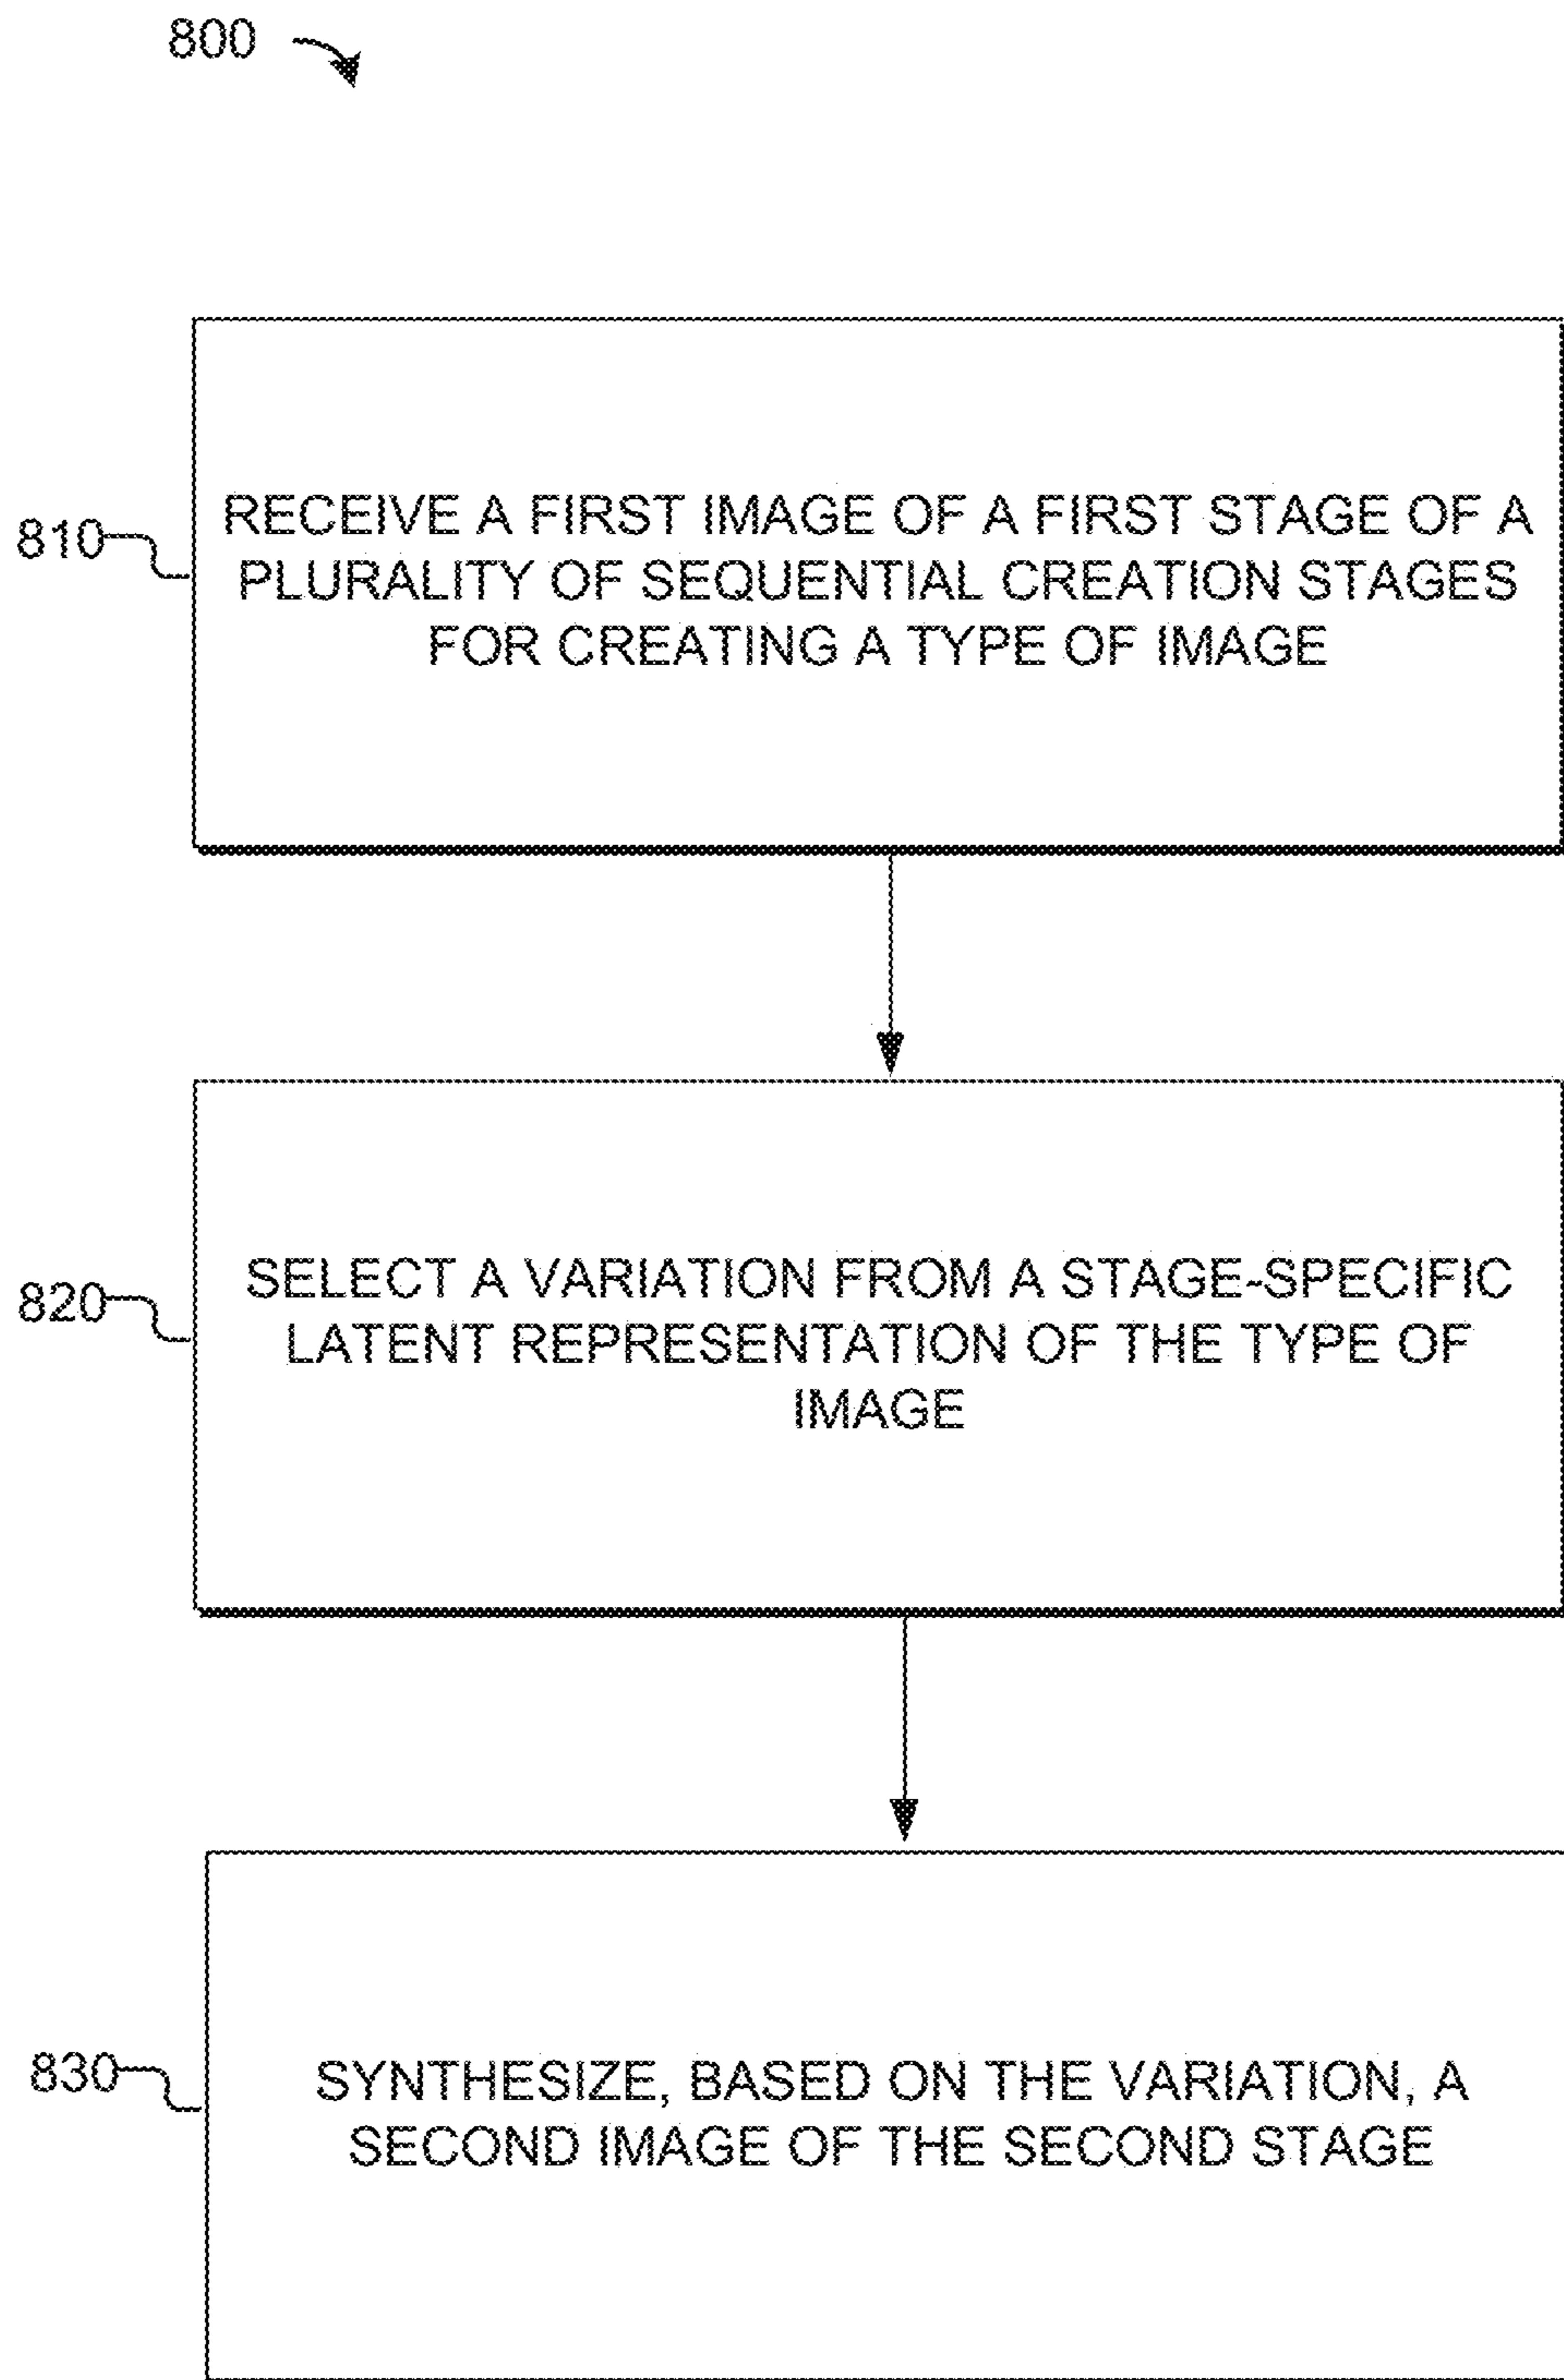 800
810
RECEIVE A FIRST IMAGE OF A FIRST STAGE OF A
PLURALITY OF SEQUENTIAL CREATION STAGES
FOR CREATING A TYPE OF IMAGE
820
SELECT A VARIATION FROM A STAGE-SPECIFIC
LATENT REPRESENTATION OF THE TYPE OF
IMAGE
830
SYNTHESIZE, BASED ON THE VARIATION, A
SECOND IMAGE OF THE SECOND STAGE